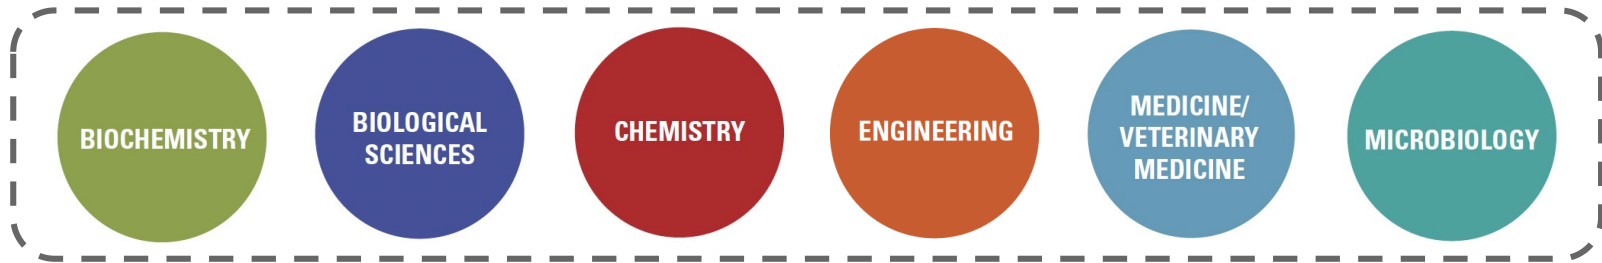 BIOCHEMISTRY
BIOLOGICAL
SCIENCES
CHEMISTRY
ENGINEERING
MEDICINE/
VETERINARY
MEDICINE
MICROBIOLOGY